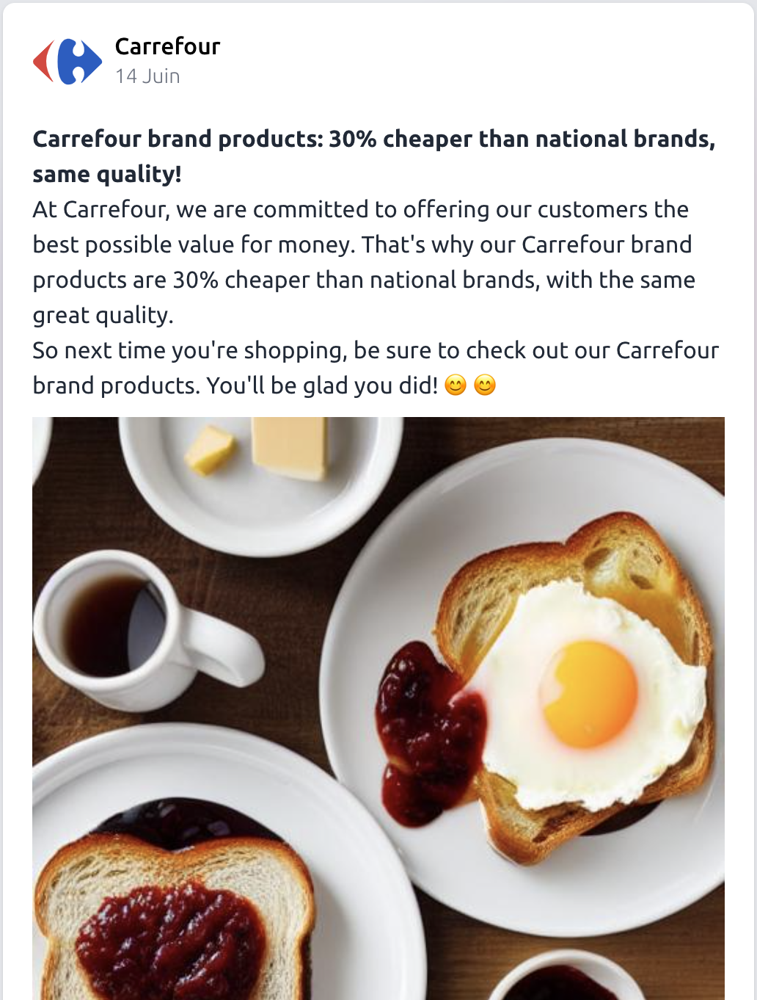 Carrefour
14 Juin
Carrefour brand products: 30% cheaper than national brands,
same quality!
At Carrefour, we are committed to offering our customers the
best possible value for money. That's why our Carrefour brand
products are 30% cheaper than national brands, with the same
great quality.
So next time you're shopping, be sure to check out our Carrefour
brand products. You'll be glad you did! 😊 😊